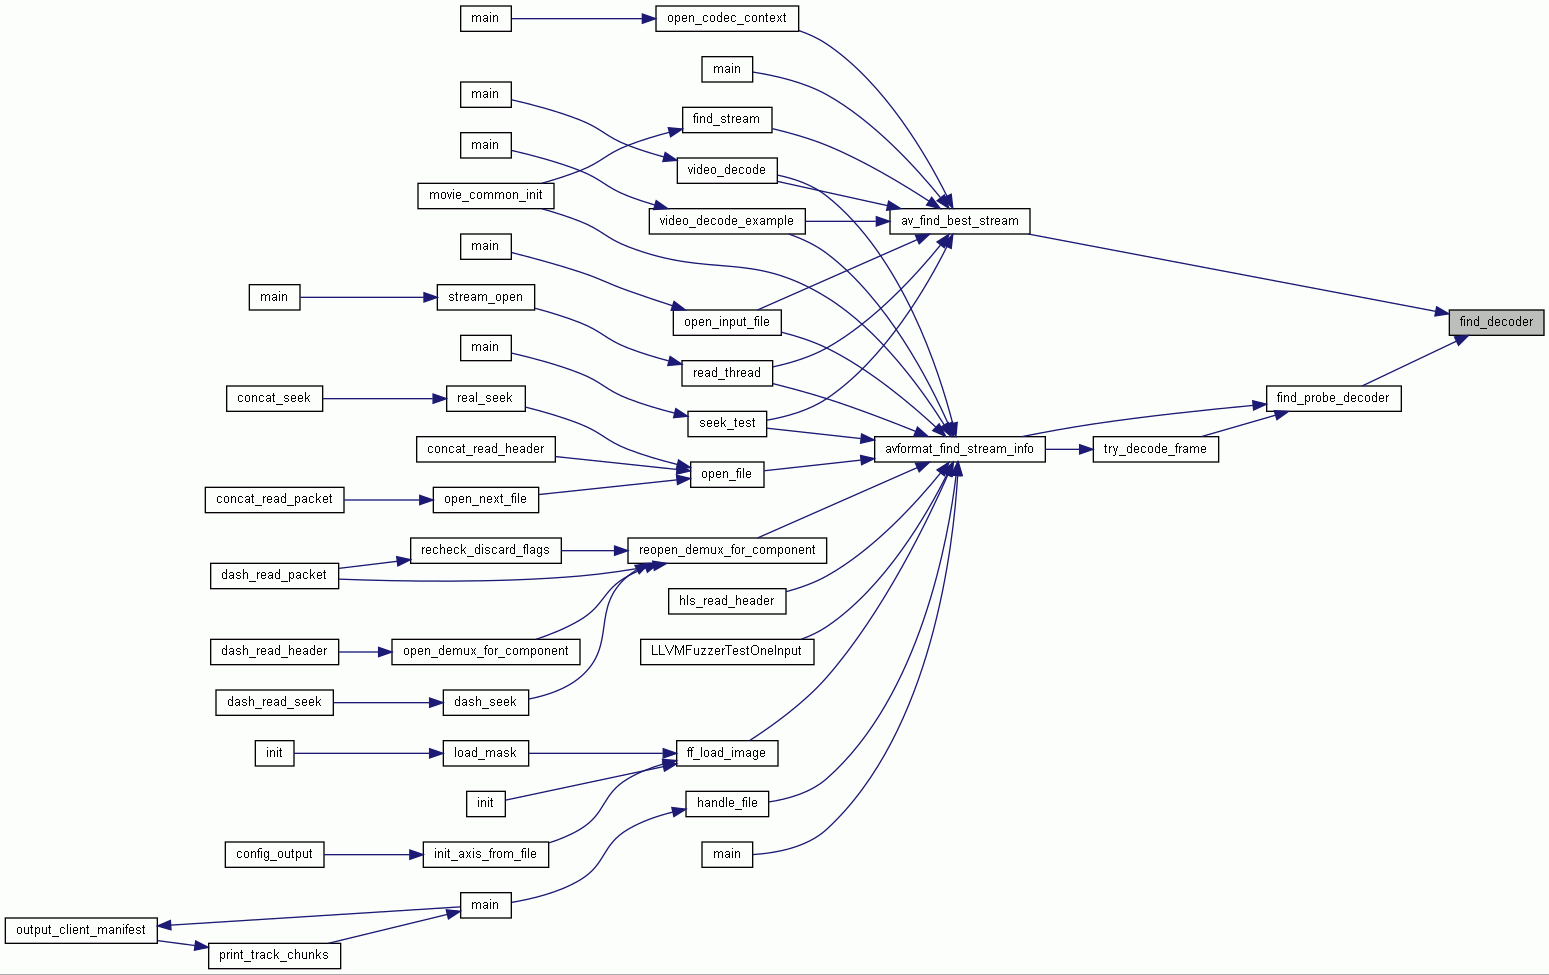 main
open_codec_context
main
main
find_stream
main
video_decode
movie_common_init
video_decode_example
av_find_best_stream
main
main
stream_open
open_input_file
find_decoder
main
read_thread
concat_seek
real_seek
find_probe_decoder
seek_test
concat_read_header
avformat_find_stream_info
try_decode_frame
open_file
concat_read_packet
open_next_file
recheck_discard_flags
reopen_demux_for_component
dash_read_packet
hls_read_header
dash_read_header
open_demux_for_component
LLVMFuzzerTestOneInput
dash_read_seek
dash_seek
init
load_mask
ff_load_image
init
handle_file
config_output
init_axis_from_file
main
main
output_client_manifest
print_track_chunks